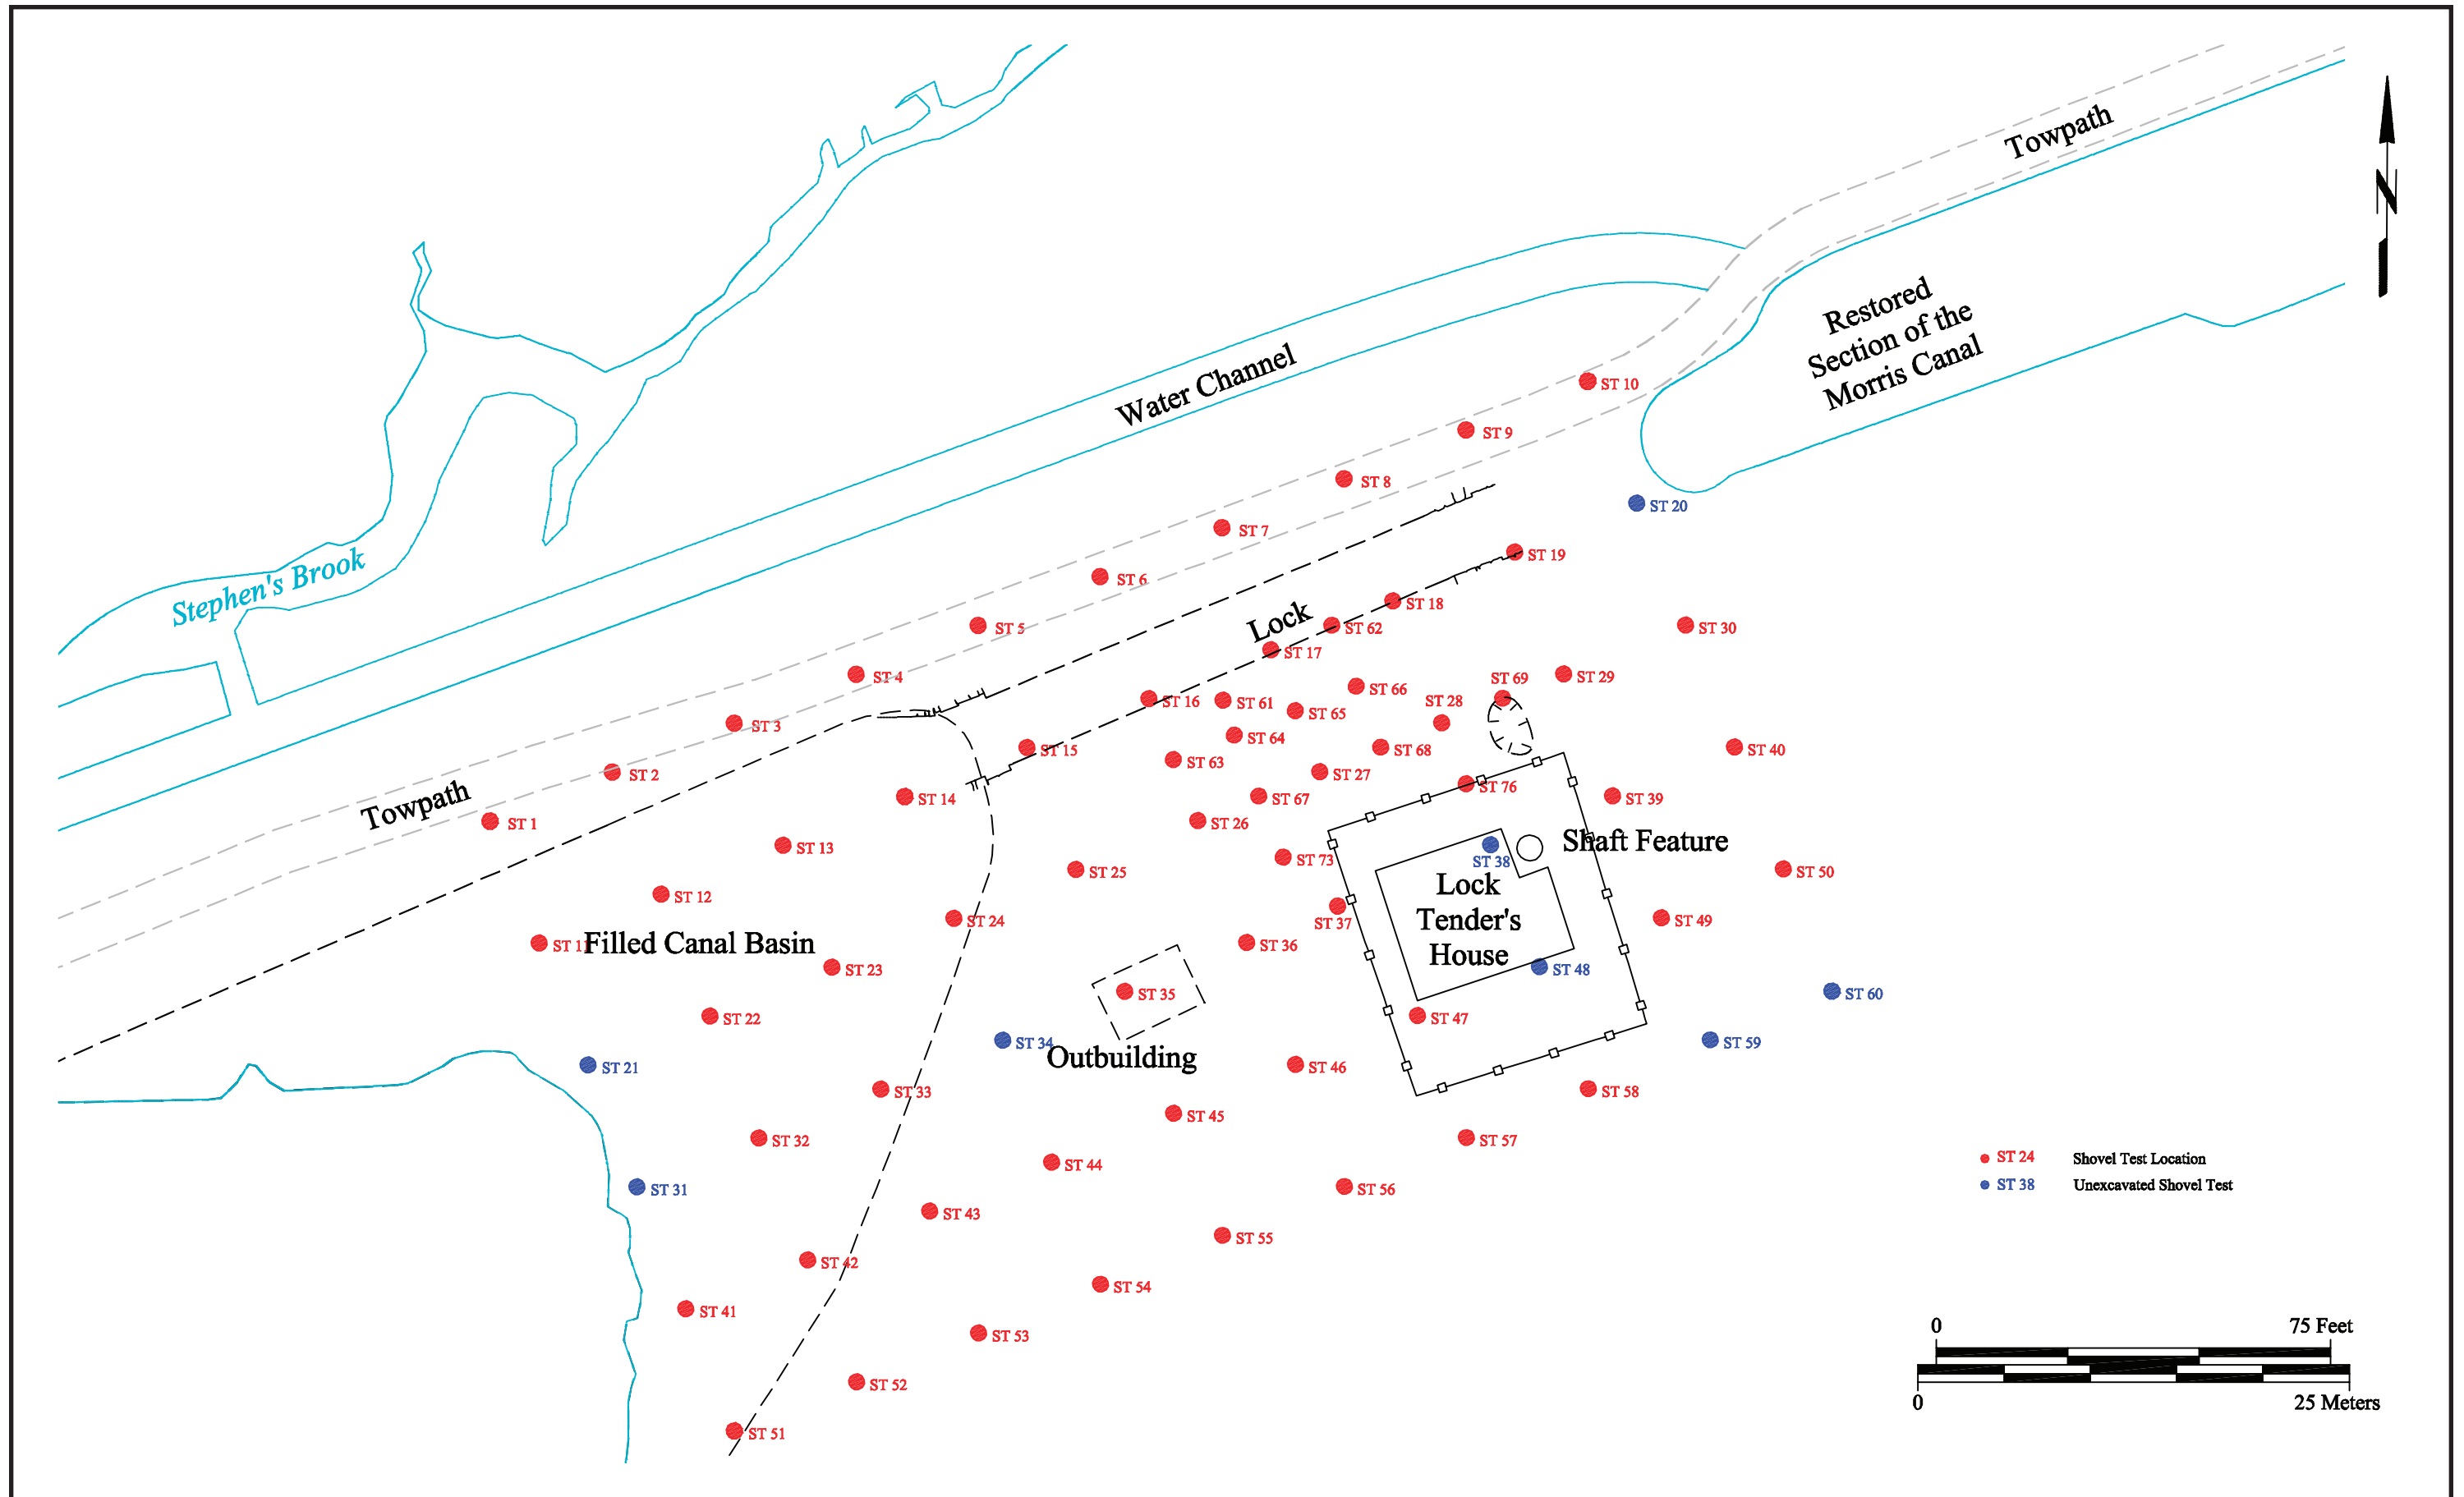 Towpath
Restored
Section of the
Morris Canal
N
Water Channel
ST 10
ST 9
ST 8
ST 20
ST 7
ST 19
Stephen's Brook
ST 6
ST 18
Lock
ST 5
ST 62
ST 30
ST 17
ST 4
ST 69
ST 29
ST 66
ST 16
ST 61
ST 28
ST 65
ST 3
ST 64
ST 15
ST 68
ST 40
ST 63
ST 2
ST 27
ST 76
Towpath
ST 14
ST 67
ST 39
ST 1
ST 26
Shaft Feature
ST 13
ST 73
ST 38
ST 25
ST 50
Lock
Tender's
House
ST 12
ST 37
ST 24
ST 49
ST 11
Filled Canal Basin
ST 36
ST 23
ST 48
ST 35
ST 60
ST 22
ST 47
ST 34
ST 59
Outbuilding
ST 21
ST 46
ST 33
ST 58
ST 45
ST 32
ST 57
ST 44
ST 31
ST 56
ST 43
ST 55
ST 42
ST 54
ST 41
ST 53
ST 52
ST 51
ST 24 Shovel Test Location
ST 38 Unexcavated Shovel Test
0 75 Feet
0 25 Meters